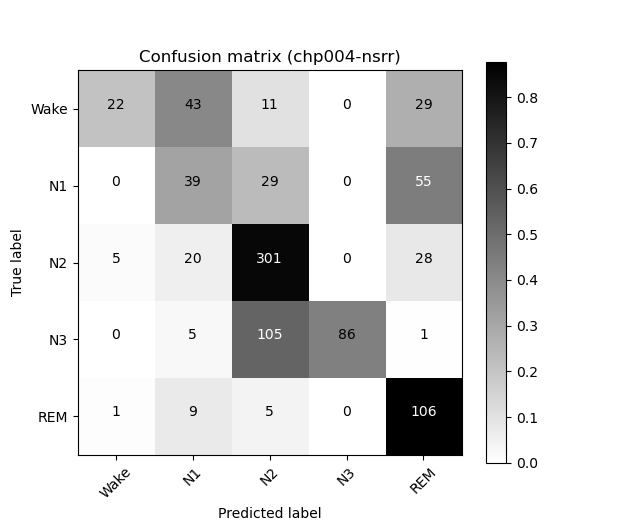 Confusion matrix (chp004-nsrr)
True label
Wake 22 43 11 0 29
N1 0 39 29 0 55
N2 5 20 301 0 28
N3 0 5 105 86 1
REM 1 9 5 0 106
Wake N1 N2 N3 REM
Predicted label
0.8
0.7
0.6
0.5
0.4
0.3
0.2
0.1
0.0